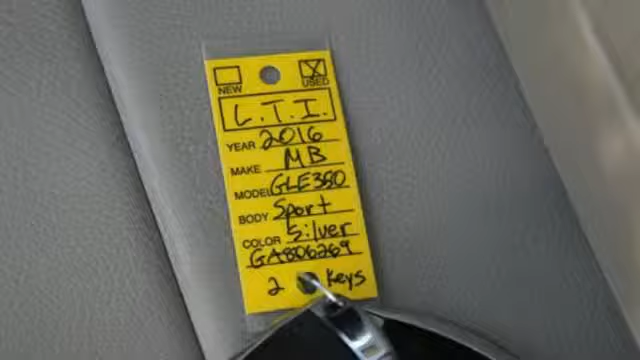 NEW USED
L.T.I.
YEAR 2016
MAKE MB
MODEL GLE350
BODY Sport
COLOR Silver
GA806269
2 Keys